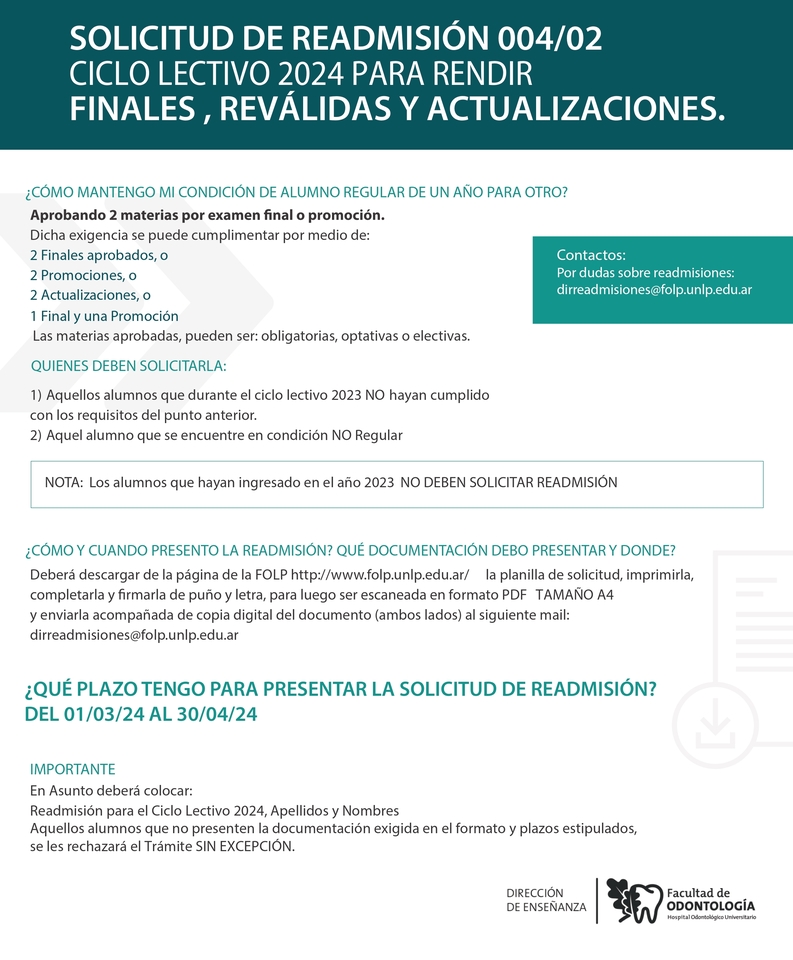 SOLICITUD DE READMISIÓN 004/02
CICLO LECTIVO 2024 PARA RENDIR
FINALES , REVÁLIDAS Y ACTUALIZACIONES.
¿CÓMO MANTENGO MI CONDICIÓN DE ALUMNO REGULAR DE UN AÑO PARA OTRO?
Aprobando 2 materias por examen final o promoción.
Dicha exigencia se puede cumplimentar por medio de:
2 Finales aprobados, o
2 Promociones, o
2 Actualizaciones, o
1 Final y una Promoción
Las materias aprobadas, pueden ser: obligatorias, optativas o electivas.
Contactos:
Por dudas sobre readmisiones:
dirreadmisiones@folp.unlp.edu.ar
QUIENES DEBEN SOLICITARLA:
1) Aquellos alumnos que durante el ciclo lectivo 2023 NO hayan cumplido
con los requisitos del punto anterior.
2) Aquel alumno que se encuentre en condición NO Regular
NOTA: Los alumnos que hayan ingresado en el año 2023 NO DEBEN SOLICITAR READMISIÓN
¿CÓMO Y CUANDO PRESENTO LA READMISIÓN? QUÉ DOCUMENTACIÓN DEBO PRESENTAR Y DONDE?
Deberá descargar de la página de la FOLP http://www.folp.unlp.edu.ar/ la planilla de solicitud, imprimirla,
completarla y firmarla de puño y letra, para luego ser escaneada en formato PDF TAMAÑO A4
y enviarla acompañada de copia digital del documento (ambos lados) al siguiente mail:
dirreadmisiones@folp.unlp.edu.ar
¿QUÉ PLAZO TENGO PARA PRESENTAR LA SOLICITUD DE READMISIÓN?
DEL 01/03/24 AL 30/04/24
IMPORTANTE
En Asunto deberá colocar:
Readmisión para el Ciclo Lectivo 2024, Apellidos y Nombres
Aquellos alumnos que no presenten la documentación exigida en el formato y plazos estipulados,
se les rechazará el Trámite SIN EXCEPCIÓN.
DIRECCIÓN
DE ENSEÑANZA
Facultad de
ODONTOLOGÍA
Hospital Odontológico Universitario